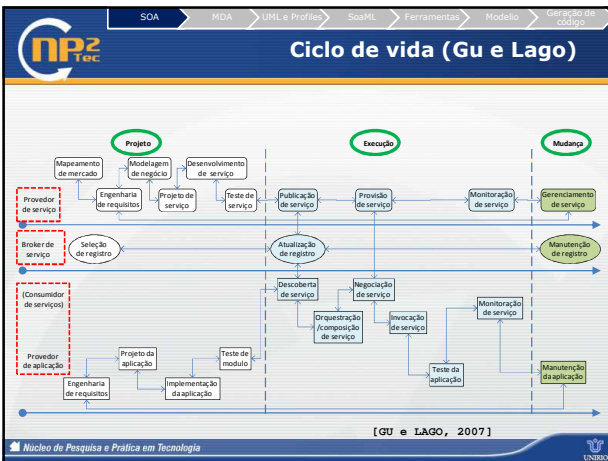 SOA
MDA
UML e Profiles
SoaML
Ferramentas
Modelio
Geração de
código
NP2
Tec
Ciclo de vida (Gu e Lago)
Projeto
Execução
Mudança
Mapeamento
de mercado
Modelagem
de negócio
Desenvolvimento
de serviço
Provedor
de serviço
Engenharia
de requisitos
Projeto de
serviço
Teste de
serviço
Publicação
de serviço
Provisão
de serviço
Monitoração
de serviço
Gerenciamento
de serviço
Broker de
serviço
Seleção
de registro
Atualização
de registro
Manutenção
de registro
(Consumidor
de serviços)
Descoberta
de serviço
Negociação
de serviço
Orquestração
/composição
de serviço
Invocação
de serviço
Monitoração
de serviço
Provedor
de aplicação
Projeto da
aplicação
Teste de
modulo
Engenharia
de requisitos
Implementação
da aplicação
Teste da
aplicação
Manutenção
da aplicação
[GU e LAGO, 2007]
Núcleo de Pesquisa e Prática em Tecnologia
UNIRIO